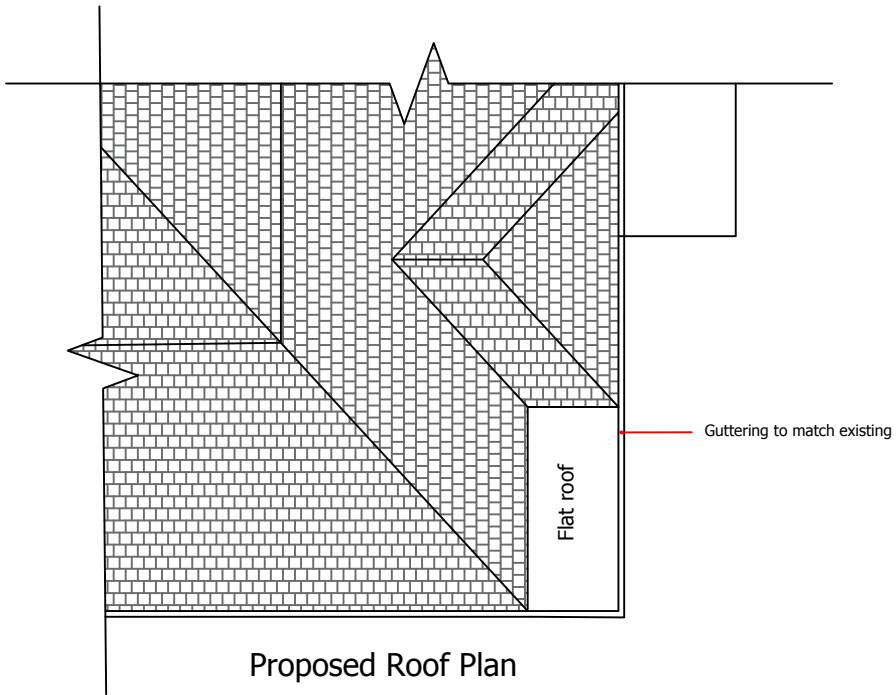 Guttering to match existing
Flat roof
Proposed Roof Plan